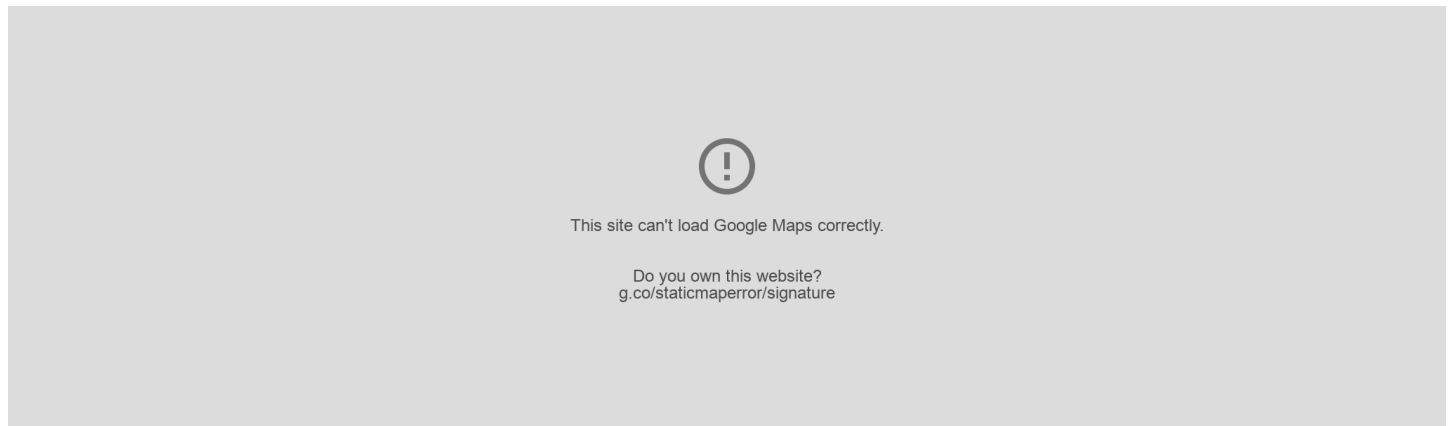 This site can't load Google Maps correctly.
Do you own this website?
g.co/staticmaperror/signature